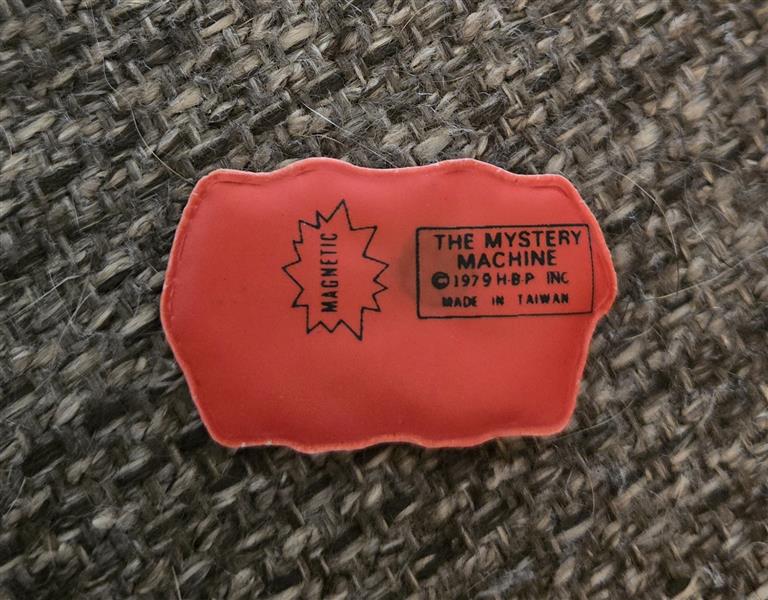 MAGNETIC
THE MYSTERY
MACHINE
©1979 H-B-P INC
MADE IN TAIWAN